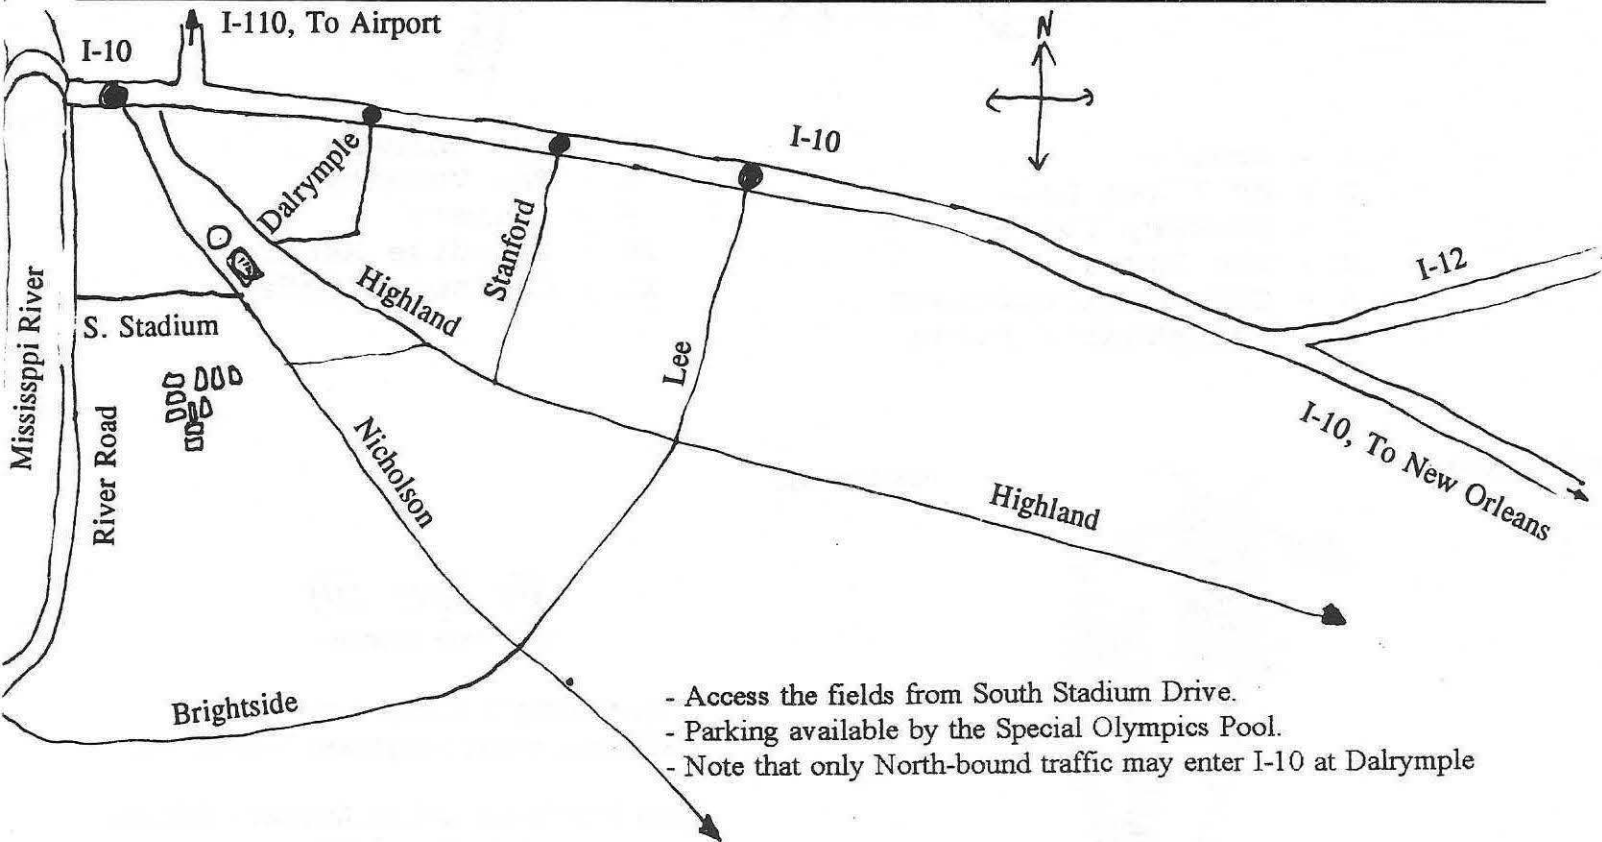 I-110, To Airport
I-10
N
I-10
Dalrymple
Stanford
Highland
I-12
Mississppi River
S. Stadium
Lee
River Road
Nicholson
I-10, To New Orleans
Highland
Brightside
- Access the fields from South Stadium Drive.
- Parking available by the Special Olympics Pool.
- Note that only North-bound traffic may enter I-10 at Dalrymple